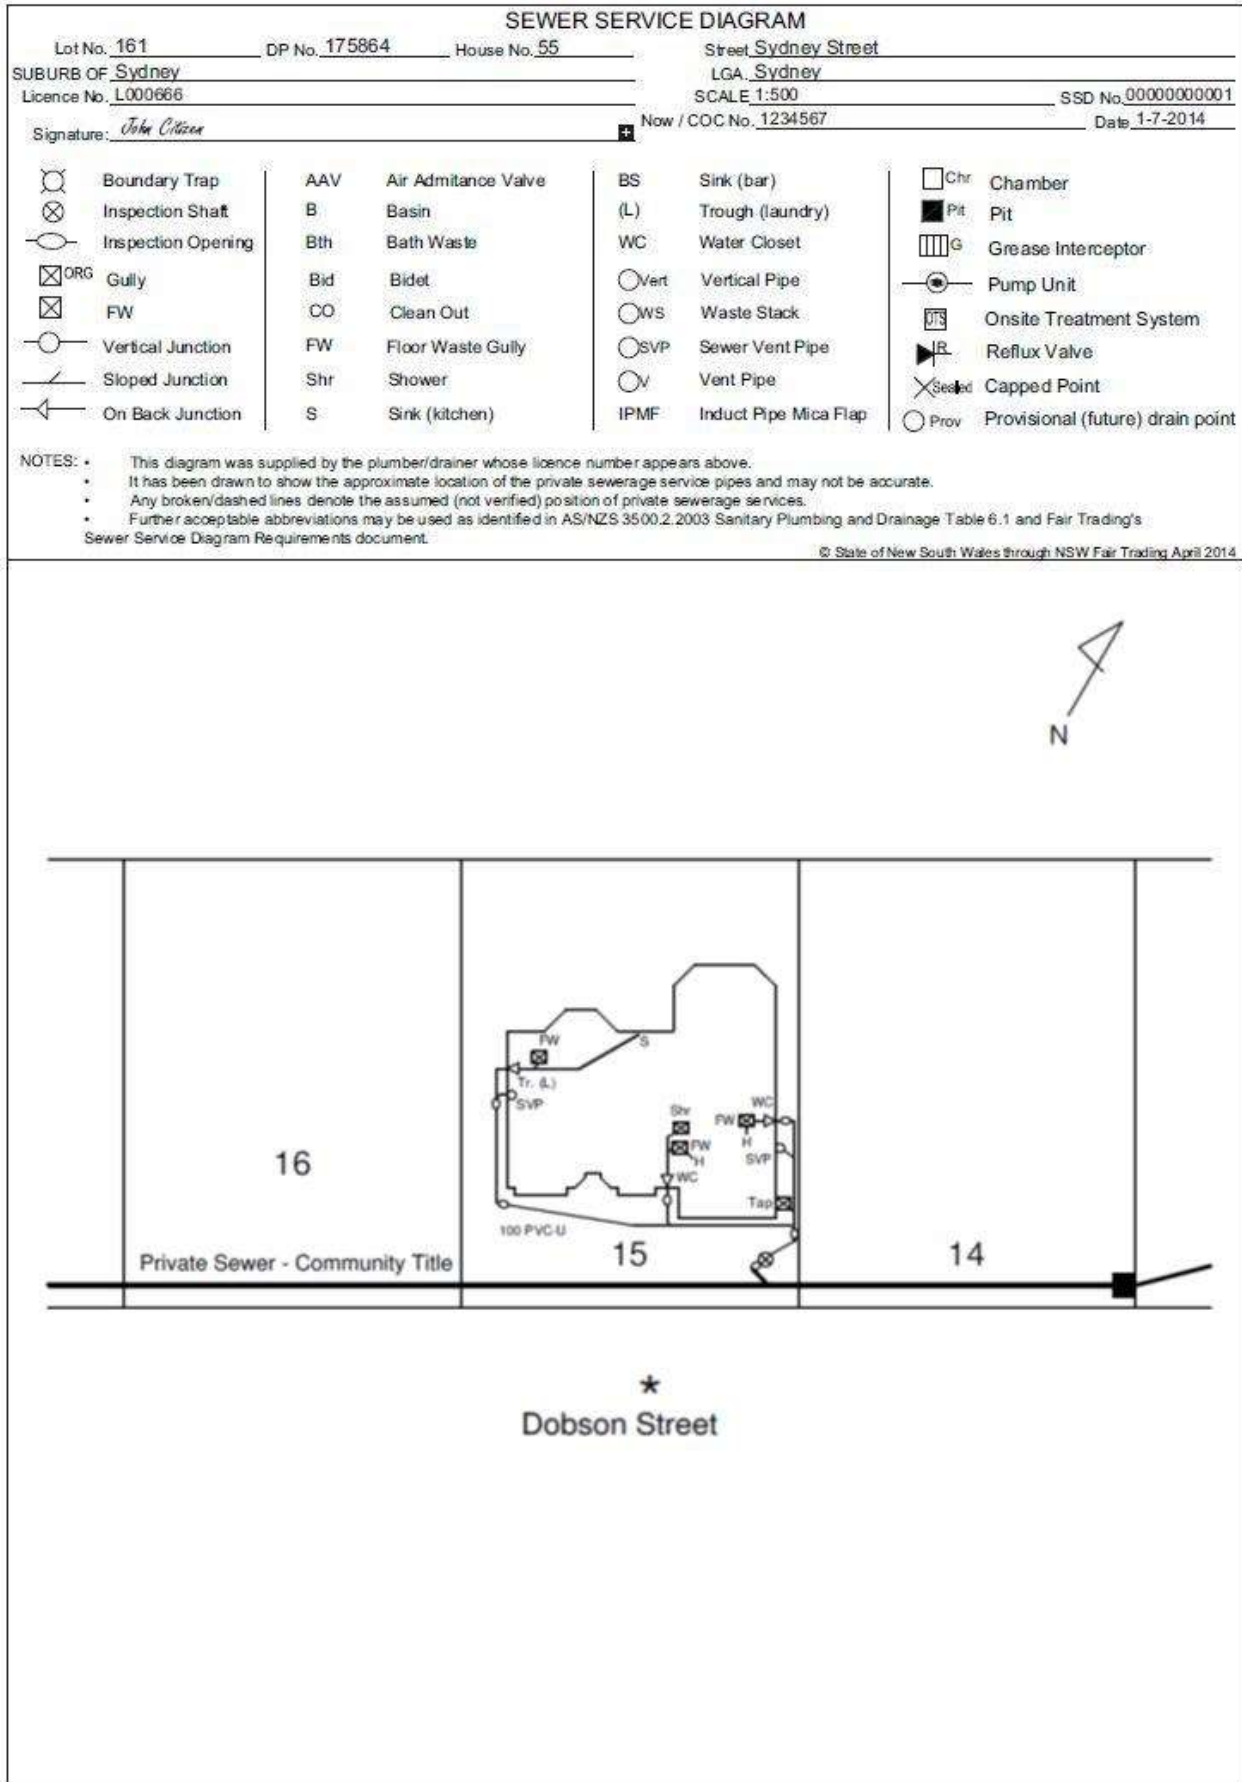 SEWER SERVICE DIAGRAM
Lot No. 161 DP No. 175864 House No. 55 Street Sydney Street
SUBURB OF Sydney LGA. Sydney
Licence No. L000666 SCALE 1:500 SSD No. 00000000001
Signature: John Citizen Now / COC No. 1234567 Date 1-7-2014
Boundary Trap AAV Air Admitance Valve BS Sink (bar) Chr Chamber
Inspection Shaft B Basin (L) Trough (laundry) Pit Pit
Inspection Opening Bth Bath Waste WC Water Closet G Grease Interceptor
ORG Gully Bid Bidet Vert Vertical Pipe Pump Unit
FW CO Clean Out WS Waste Stack OTS Onsite Treatment System
Vertical Junction FW Floor Waste Gully SVP Sewer Vent Pipe R Reflux Valve
Sloped Junction Shr Shower V Vent Pipe Sealed Capped Point
On Back Junction S Sink (kitchen) IPMF Induct Pipe Mica Flap Prov Provisional (future) drain point
NOTES: • This diagram was supplied by the plumber/drainer whose licence number appears above.
• It has been drawn to show the approximate location of the private sewerage service pipes and may not be accurate.
• Any broken/dashed lines denote the assumed (not verified) position of private sewerage services.
• Further acceptable abbreviations may be used as identified in AS/NZS 3500.2.2003 Sanitary Plumbing and Drainage Table 6.1 and Fair Trading's
Sewer Service Diagram Requirements document.
© State of New South Wales through NSW Fair Trading April 2014
N
FW S
Tr. (L)
SVP
Shr FW WC
FW H
H SVP
WC
Tap
16
100 PVC-U
15 14
Private Sewer - Community Title
*
Dobson Street